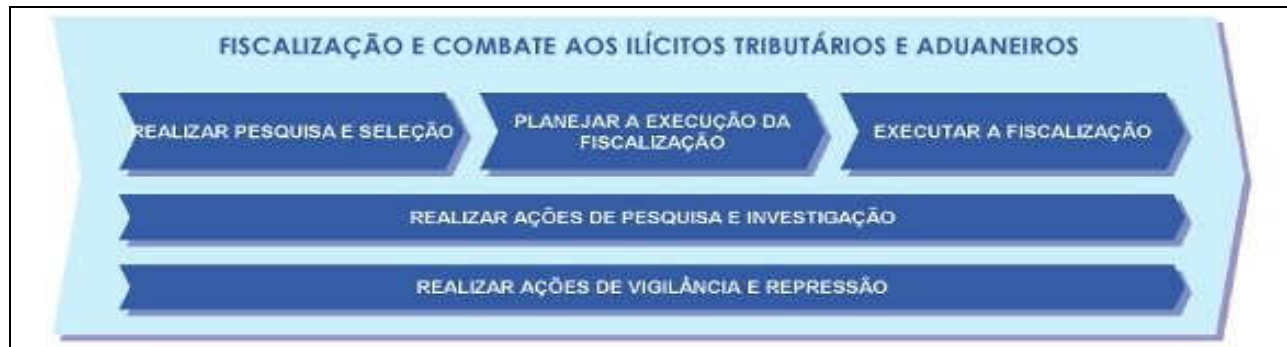 FISCALIZAÇÃO E COMBATE AOS ILÍCITOS TRIBUTÁRIOS E ADUANEIROS
REALIZAR PESQUISA E SELEÇÃO
PLANEJAR A EXECUÇÃO DA
FISCALIZAÇÃO
EXECUTAR A FISCALIZAÇÃO
REALIZAR AÇÕES DE PESQUISA E INVESTIGAÇÃO
REALIZAR AÇÕES DE VIGILÂNCIA E REPRESSÃO